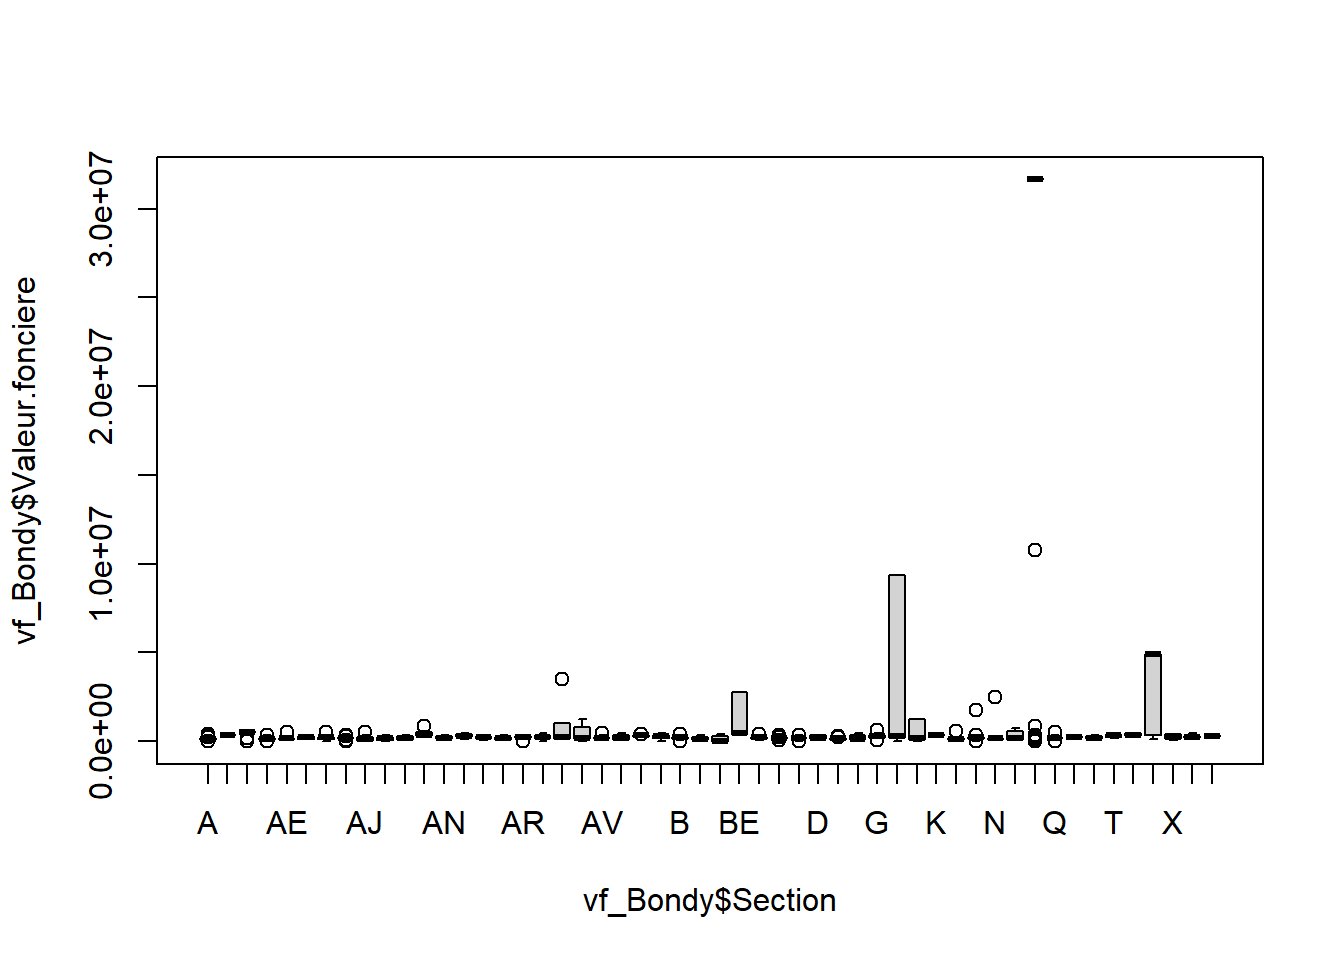 vf_Bondy$Valeur.fonciere
3.0e+07
2.0e+07
1.0e+07
0.0e+00
A AE AJ AN AR AV B BE D G K N Q T X
vf_Bondy$Section